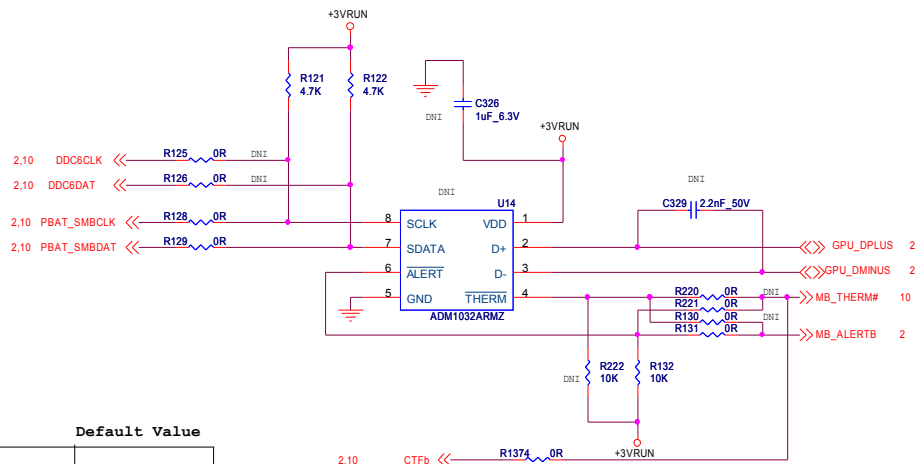 +3VRUN
R121
4.7K
R122
4.7K
C326
1uF_6.3V
DNI
+3VRUN
2,10 DDC6CLK R125 0R DNI
2,10 DDC6DAT R126 0R DNI
DNI
DNI
U14
C329 2.2nF_50V
2,10 PBAT_SMBCLK R128 0R 8 SCLK VDD 1
2,10 PBAT_SMBDAT R129 0R 7 SDATA D+ 2 GPU_DPLUS 2
6 ALERT D- 3 GPU_DMINUS 2
5 GND THERM 4 R220 0R DNI MB_THERM# 10
ADM1032ARMZ
R221 0R
R130 0R DNI
R131 0R MB_ALERTB 2
R222
DNI 10K
R132
10K
+3VRUN
Default Value
2,10 CTFb R1374 0R